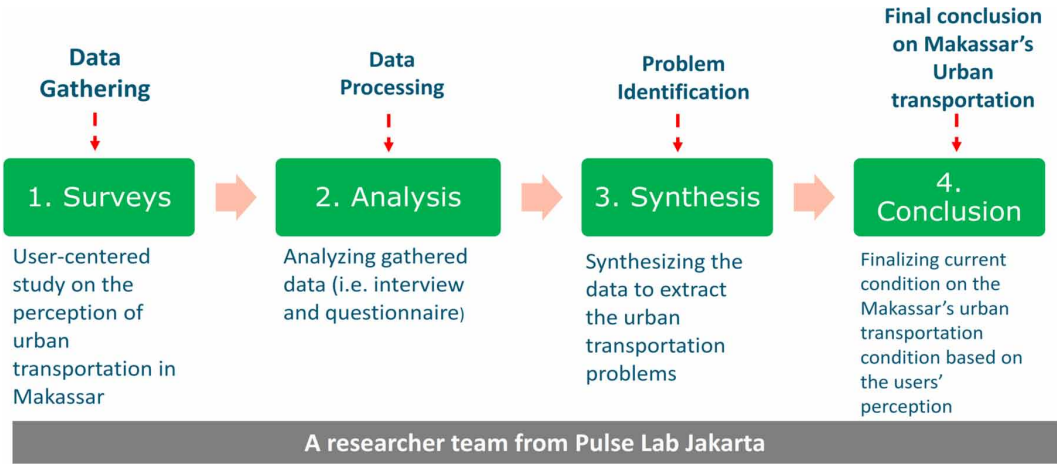 Data
Gathering
1. Surveys
User-centered
study on the
perception of
urban
transportation in
Makassar
Data
Processing
2. Analysis
Analyzing gathered
data (i.e. interview
and questionnaire)
Problem
Identification
3. Synthesis
Synthesizing the
data to extract
the urban
transportation
problems
Final conclusion
on Makassar’s
Urban
transportation
4.
Conclusion
Finalizing current
condition on the
Makassar’s urban
transportation
condition based on
the users’
perception
A researcher team from Pulse Lab Jakarta